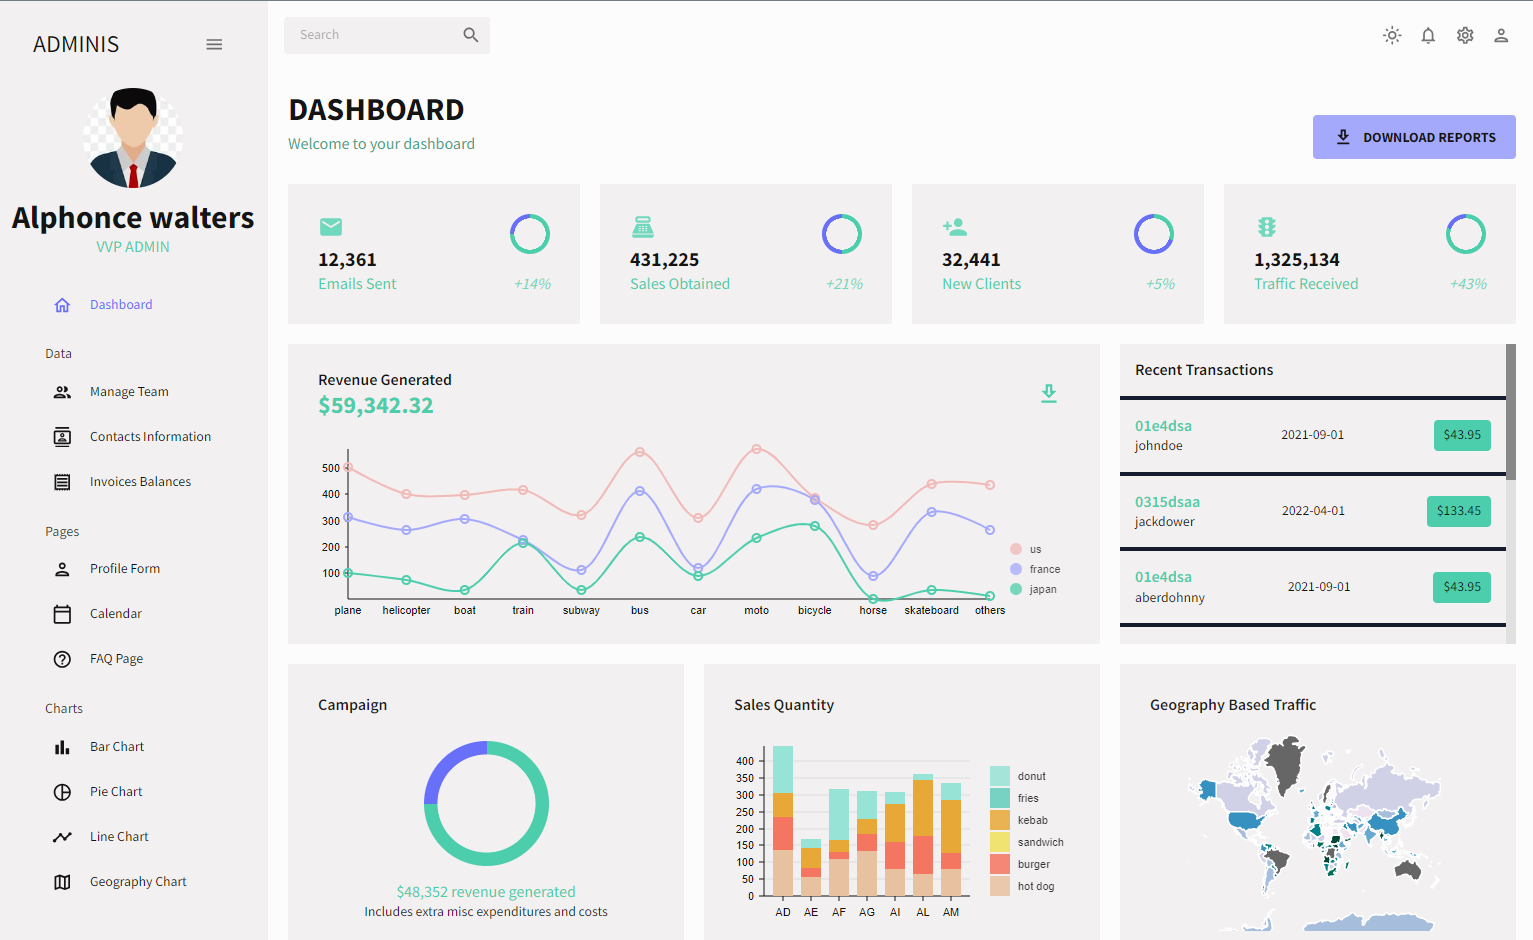 ADMINIS
Search
Alphonce walters
VVP ADMIN
Dashboard
Data
Manage Team
Contacts Information
Invoices Balances
Pages
Profile Form
Calendar
FAQ Page
Charts
Bar Chart
Pie Chart
Line Chart
Geography Chart
DASHBOARD
Welcome to your dashboard
DOWNLOAD REPORTS
12,361
Emails Sent +14%
431,225
Sales Obtained +21%
32,441
New Clients +5%
1,325,134
Traffic Received +43%
Revenue Generated
$59,342.32
500
400
300
200
100
plane helicopter boat train subway bus car moto bicycle horse skateboard others
us
france
japan
Recent Transactions
01e4dsa
johndoe
2021-09-01
$43.95
0315dsaa
jackdower
2022-04-01
$133.45
01e4dsa
aberdohnny
2021-09-01
$43.95
Campaign
$48,352 revenue generated
Includes extra misc expenditures and costs
Sales Quantity
400
350
300
250
200
150
100
50
0
AD AE AF AG AI AL AM
donut
fries
kebab
sandwich
burger
hot dog
Geography Based Traffic